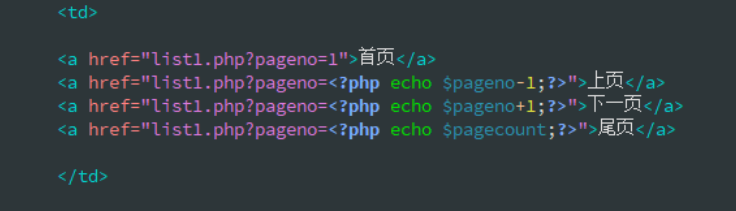 <td>
<a href="list1.php?pageno=1">首页</a>
<a href="list1.php?pageno=<?php echo $pageno-1;?>">上页</a>
<a href="list1.php?pageno=<?php echo $pageno+1;?>">下一页</a>
<a href="list1.php?pageno=<?php echo $pagecount;?>">尾页</a>
</td>